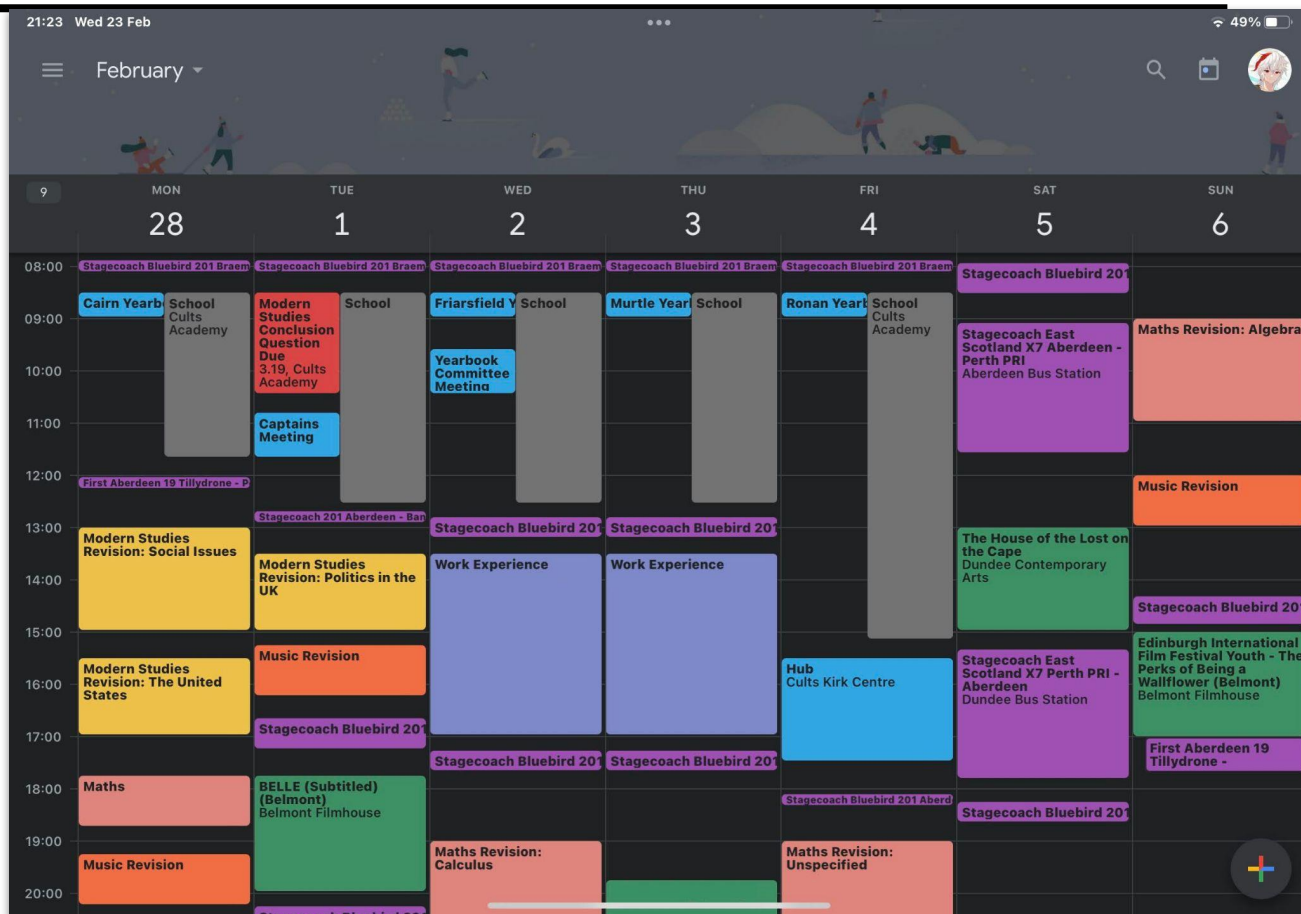 21:23 Wed 23 Feb
49%
February
9
MON
TUE
WED
THU
FRI
SAT
SUN
28
1
2
3
4
5
6
08:00
09:00
10:00
11:00
12:00
13:00
14:00
15:00
16:00
17:00
18:00
19:00
20:00
Cairn Yearb
School
Cults
Academy
First Aberdeen 19 Tillydrone - P
Modern Studies
Revision: Social Issues
Modern Studies
Revision: The United
States
Maths
Music Revision
Stagecoach Bluebird 201 Braem
Stagecoach Bluebird 201 Braem
Modern
Studies
Conclusion
Question
Due
3.19, Cults
Academy
School
Captains
Meeting
Stagecoach 201 Aberdeen - Ban
Modern Studies
Revision: Politics in the
UK
Music Revision
Stagecoach Bluebird 201
BELLE (Subtitled)
(Belmont)
Belmont Filmhouse
Stagecoach Bluebird 201 Braem
Friarsfield Y
School
Yearbook
Committee
Meeting
Stagecoach Bluebird 201
Work Experience
Stagecoach Bluebird 201
Maths Revision:
Calculus
Stagecoach Bluebird 201 Braem
Murtle Yearl
School
Stagecoach Bluebird 201
Work Experience
Stagecoach Bluebird 201
Stagecoach Bluebird 201 Braem
Ronan Yearb
School
Cults
Academy
Hub
Cults Kirk Centre
Stagecoach Bluebird 201 Aberd
Maths Revision:
Unspecified
Stagecoach Bluebird 201
Stagecoach East
Scotland X7 Aberdeen -
Perth PRI
Aberdeen Bus Station
The House of the Lost on
the Cape
Dundee Contemporary
Arts
Stagecoach East
Scotland X7 Perth PRI -
Aberdeen
Dundee Bus Station
Stagecoach Bluebird 201
Maths Revision: Algebra
Music Revision
Stagecoach Bluebird 201
Edinburgh International
Film Festival Youth - The
Perks of Being a
Wallflower (Belmont)
Belmont Filmhouse
First Aberdeen 19
Tillydrone -